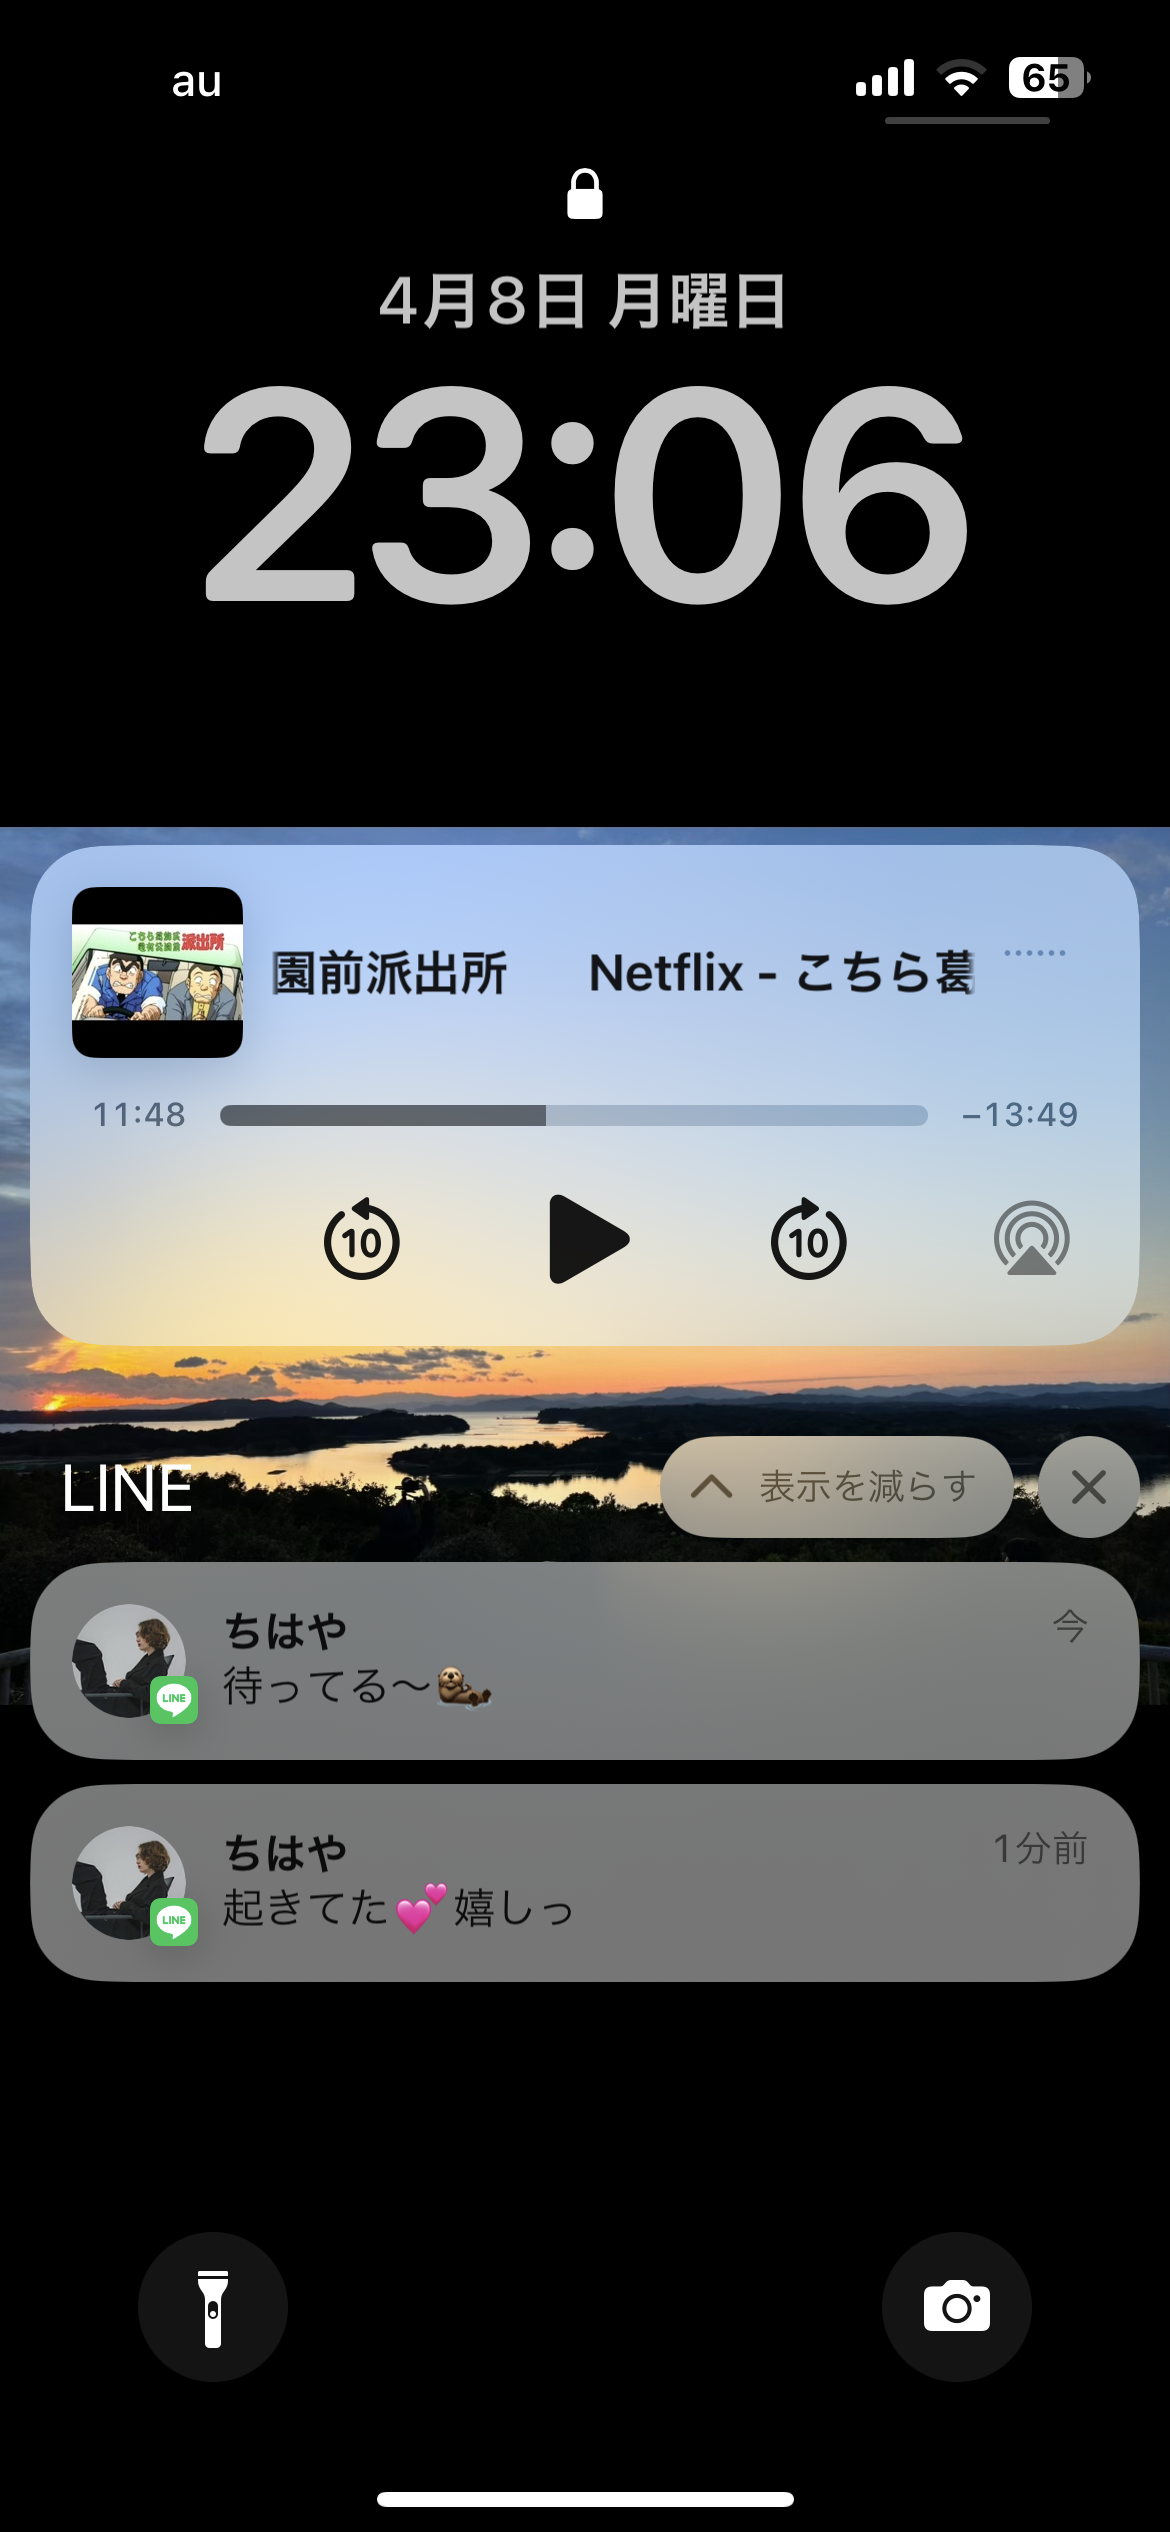 au
65
4月8日 月曜日
23:06
こちら葛飾区
亀有公園前派出所
園前派出所 Netflix - こちら葛
11:48
−13:49
10
10
LINE
表示を減らす
ちはや
今
待ってる〜🦦
LINE
ちはや
1分前
起きてた💕嬉しっ
LINE